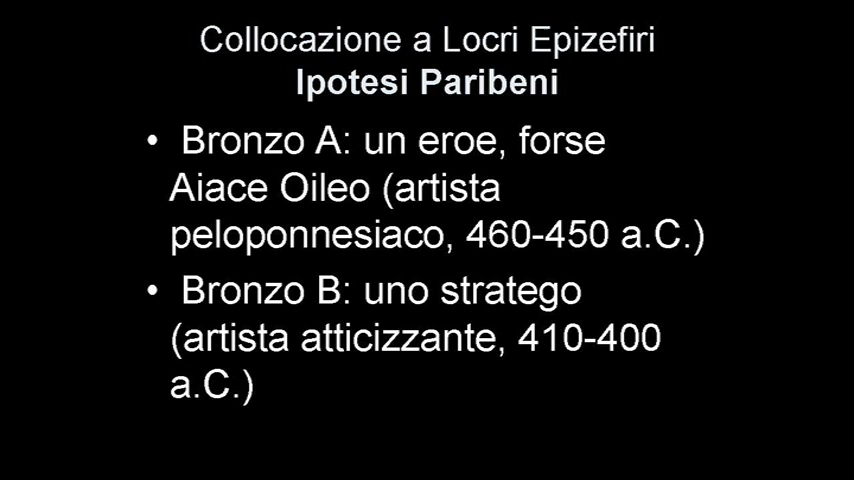 Collocazione a Locri Epizefiri
Ipotesi Paribeni
• Bronzo A: un eroe, forse
Aiace Oileo (artista
peloponnesiaco, 460-450 a.C.)
• Bronzo B: uno stratego
(artista atticizzante, 410-400
a.C.)